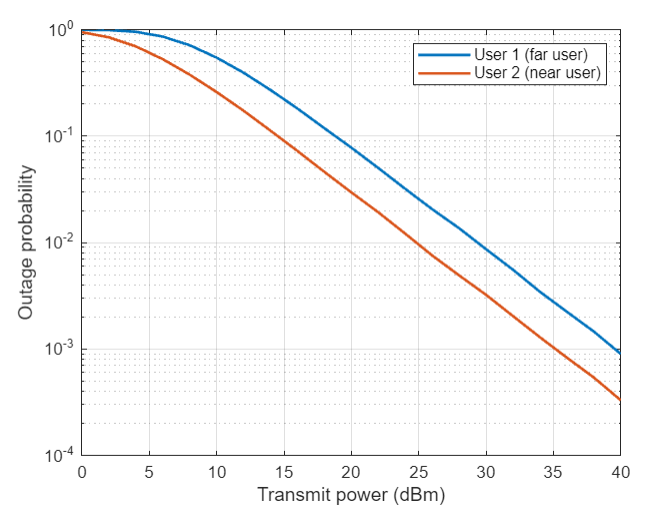 10^0
10^-1
10^-2
10^-3
10^-4
Outage probability
User 1 (far user)
User 2 (near user)
0 5 10 15 20 25 30 35 40
Transmit power (dBm)